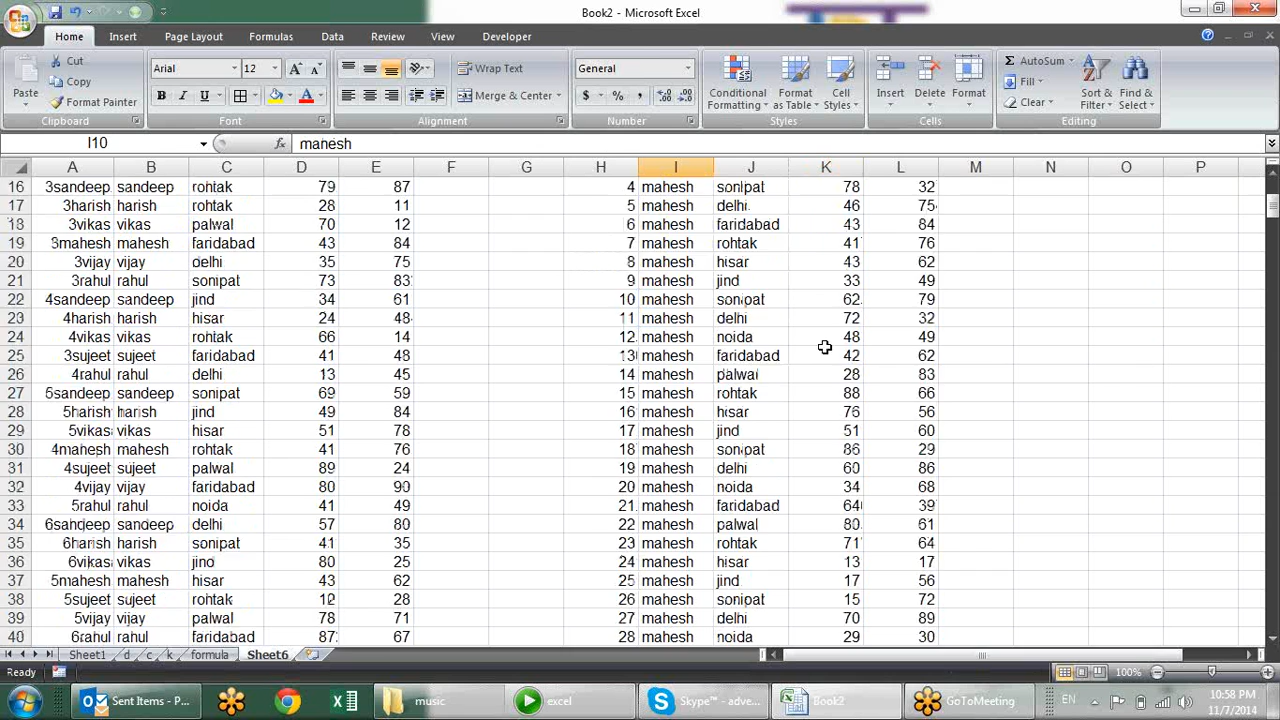 Book2 - Microsoft Excel
Home Insert Page Layout Formulas Data Review View Developer
Cut Arial 12 Wrap Text General AutoSum
Copy Fill
Paste Format Painter B I U Merge & Center $ % , Conditional Formatting Format as Table Cell Styles Insert Delete Format Clear Sort & Filter Find & Select
Clipboard Font Alignment Number Styles Cells Editing
I10 fx mahesh
A B C D E F G H I J K L M N O P
16 3sandeep sandeep rohtak 79 87 4 mahesh sonipat 78 32
17 3harish harish rohtak 28 11 5 mahesh delhi 46 75
18 3vikas vikas palwal 70 12 6 mahesh faridabad 43 84
19 3mahesh mahesh faridabad 43 84 7 mahesh rohtak 41 76
20 3vijay vijay delhi 35 75 8 mahesh hisar 43 62
21 3rahul rahul sonipat 73 83 9 mahesh jind 33 49
22 4sandeep sandeep jind 34 61 10 mahesh sonipat 62 79
23 4harish harish hisar 24 48 11 mahesh delhi 72 32
24 4vikas vikas rohtak 66 14 12 mahesh noida 48 49
25 3sujeet sujeet faridabad 41 48 13 mahesh faridabad 42 62
26 4rahul rahul delhi 13 45 14 mahesh palwal 28 83
27 5sandeep sandeep sonipat 69 59 15 mahesh rohtak 88 66
28 5harish harish jind 49 84 16 mahesh hisar 76 56
29 5vikas vikas hisar 51 78 17 mahesh jind 51 60
30 4mahesh mahesh rohtak 41 76 18 mahesh sonipat 86 29
31 4sujeet sujeet palwal 89 24 19 mahesh delhi 60 86
32 4vijay vijay faridabad 80 90 20 mahesh noida 34 68
33 5rahul rahul noida 41 49 21 mahesh faridabad 64 39
34 6sandeep sandeep delhi 57 80 22 mahesh palwal 80 61
35 6harish harish sonipat 41 35 23 mahesh rohtak 71 64
36 6vikas vikas jind 80 25 24 mahesh hisar 13 17
37 5mahesh mahesh hisar 43 62 25 mahesh jind 17 56
38 5sujeet sujeet rohtak 12 28 26 mahesh sonipat 15 72
39 5vijay vijay palwal 78 71 27 mahesh delhi 70 89
40 6rahul rahul faridabad 87 67 28 mahesh noida 29 30
Sheet1 d c k formula Sheet6
Ready 100%
Sent Items - P... music excel Skype™ - adve... Book2 GoToMeeting EN 10:58 PM
11/7/2014